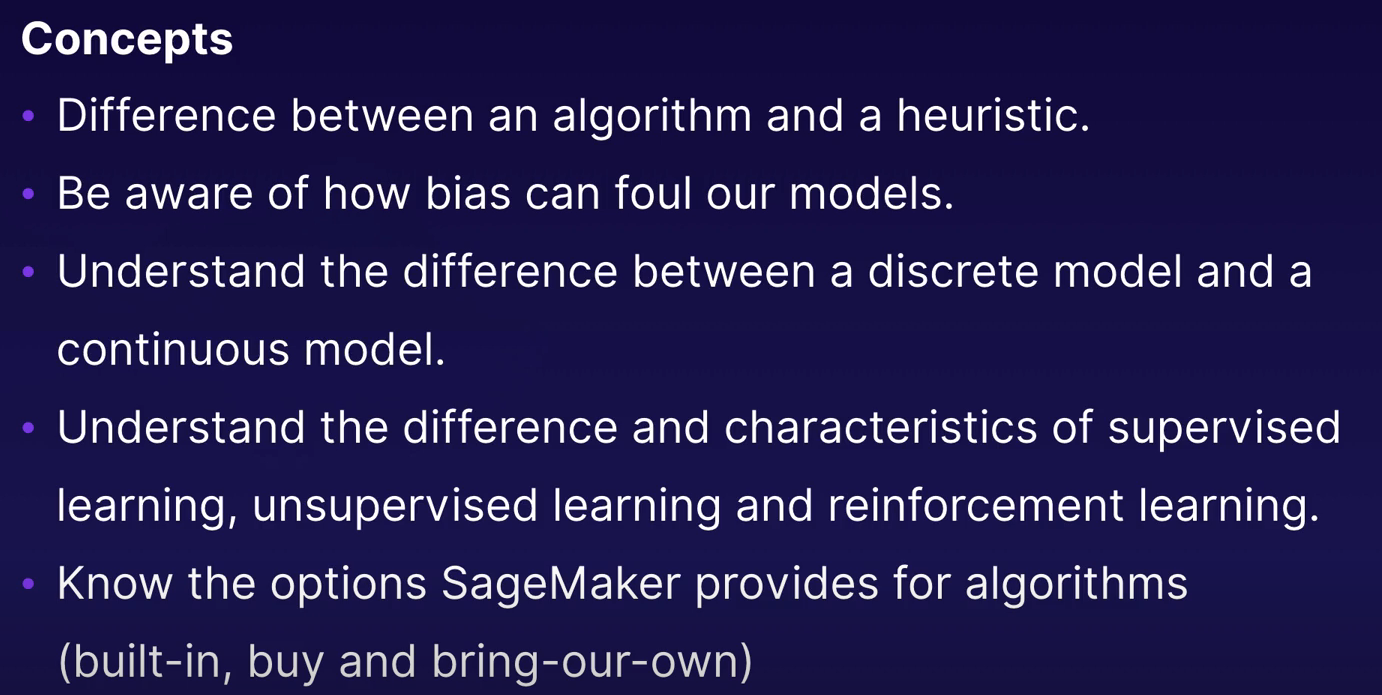 Concepts
• Difference between an algorithm and a heuristic.
• Be aware of how bias can foul our models.
• Understand the difference between a discrete model and a
continuous model.
• Understand the difference and characteristics of supervised
learning, unsupervised learning and reinforcement learning.
• Know the options SageMaker provides for algorithms
(built-in, buy and bring-our-own)